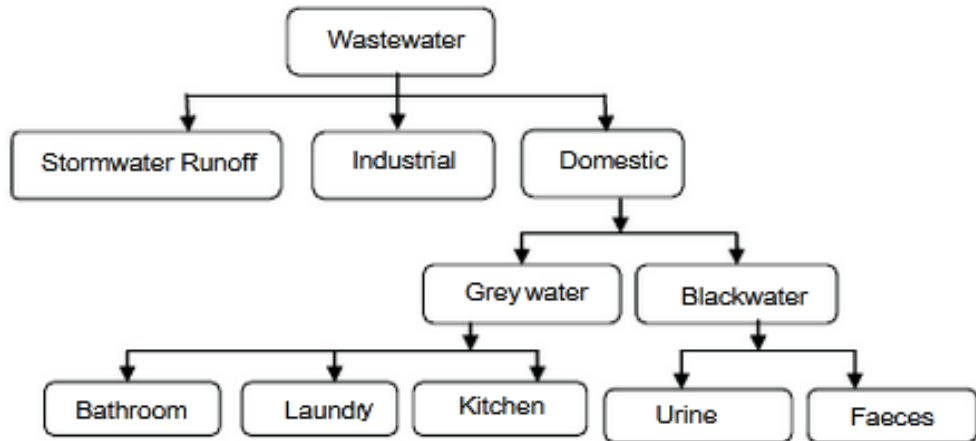 Wastewater
Stormwater Runoff
Industrial
Domestic
Grey water
Blackwater
Bathroom
Laundry
Kitchen
Urine
Faeces